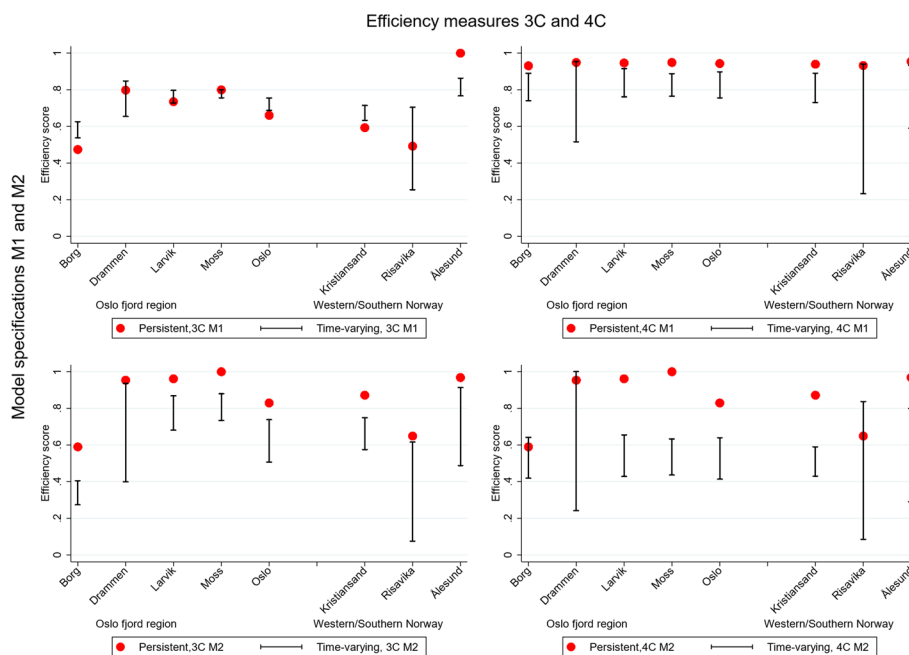 Efficiency measures 3C and 4C
Model specifications M1 and M2
Efficiency score
0 .2 .4 .6 .8 1
Borg Drammen Larvik Moss Oslo Kristiansand Risavika Ålesund
Oslo fjord region Western/Southern Norway
Persistent,3C M1 Time-varying, 3C M1
Efficiency score
0 .2 .4 .6 .8 1
Borg Drammen Larvik Moss Oslo Kristiansand Risavika Ålesund
Oslo fjord region Western/Southern Norway
Persistent,4C M1 Time-varying, 4C M1
Efficiency score
0 .2 .4 .6 .8 1
Borg Drammen Larvik Moss Oslo Kristiansand Risavika Ålesund
Oslo fjord region Western/Southern Norway
Persistent,3C M2 Time-varying, 3C M2
Efficiency score
0 .2 .4 .6 .8 1
Borg Drammen Larvik Moss Oslo Kristiansand Risavika Ålesund
Oslo fjord region Western/Southern Norway
Persistent,4C M2 Time-varying, 4C M2